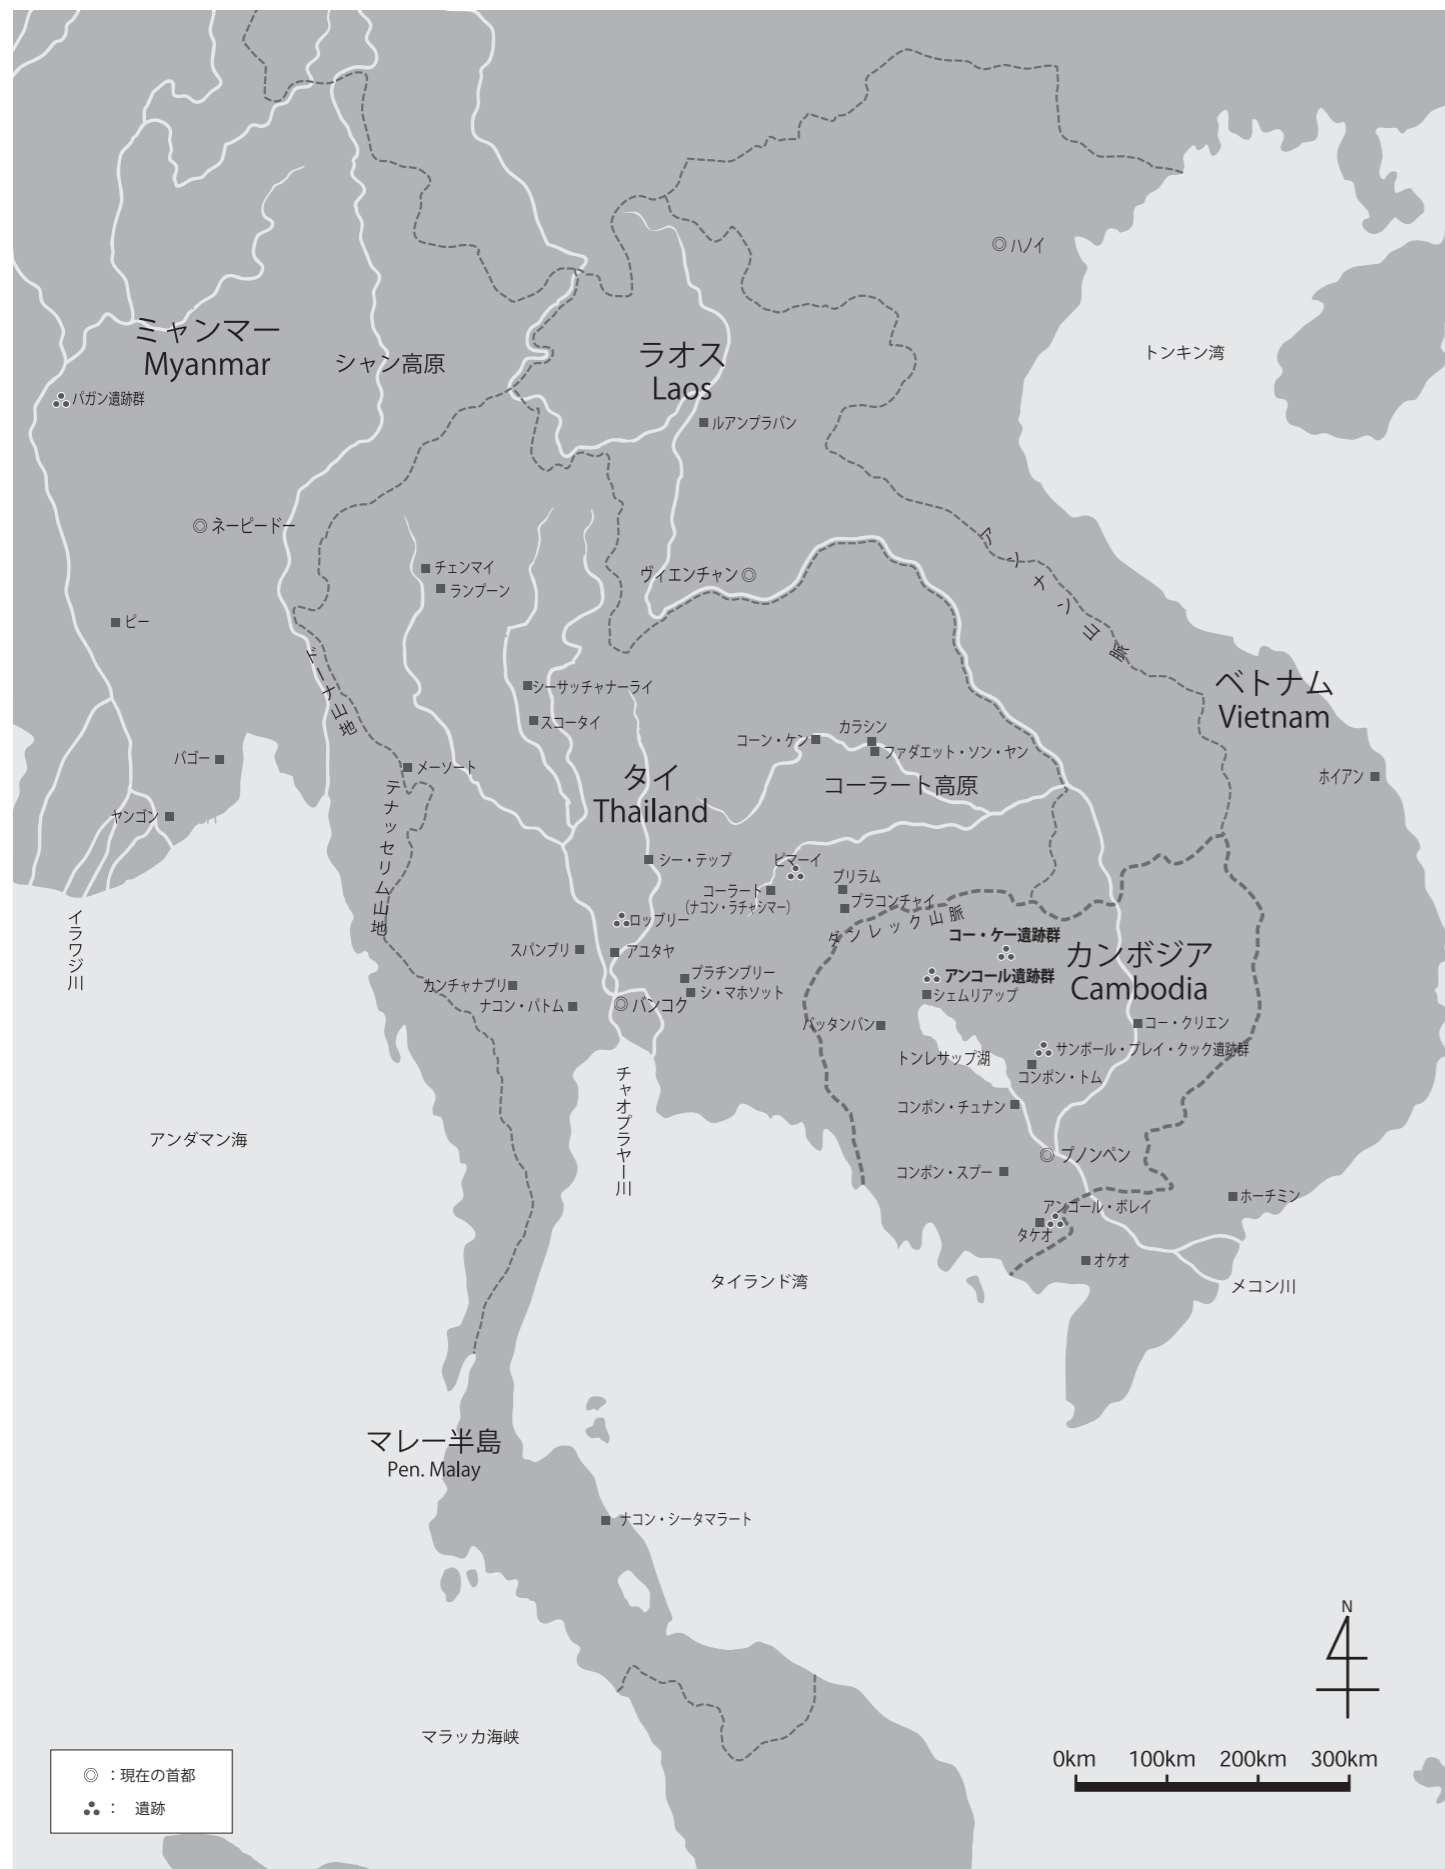 ハノイ
ミャンマー
Myanmar
シャン高原
ラオス
Laos
トンキン湾
パガン遺跡群
ルアンプラバン
ネーピードー
アンナン山脈
チェンマイ
ランプーン
ヴィエンチャン
ピー
ドーナ山地
シーサッチャナーライ
スコータイ
ベトナム
Vietnam
コーン・ケン
カラシン
ファダエット・ソン・ヤン
バゴー
メーソート
タイ
Thailand
コーラート高原
ホイアン
テナッセリム山地
ヤンゴン
シー・テップ
ピマーイ
コーラート
(ナコン・ラチャシマー)
ブリラム
プラコンチャイ
ダンレック山脈
ロッブリー
コー・ケー遺跡群
カンボジア
Cambodia
イラワジ川
スパンブリ
アユタヤ
アンコール遺跡群
シェムリアップ
プラチンブリー
シ・マホソット
カンチャナブリ
ナコン・パトム
バンコク
バッタンバン
コー・クリエン
トンレサップ湖
サンボール・プレイ・クック遺跡群
コンポン・トム
チャオプラヤー川
コンポン・チュナン
アンダマン海
プノンペン
コンポン・スプー
ホーチミン
アンコール・ボレイ
タケオ
オケオ
タイランド湾
メコン川
マレー半島
Pen. Malay
ナコン・シータマラート
N
マラッカ海峡
0km 100km 200km 300km
◎ ：現在の首都
： 遺跡